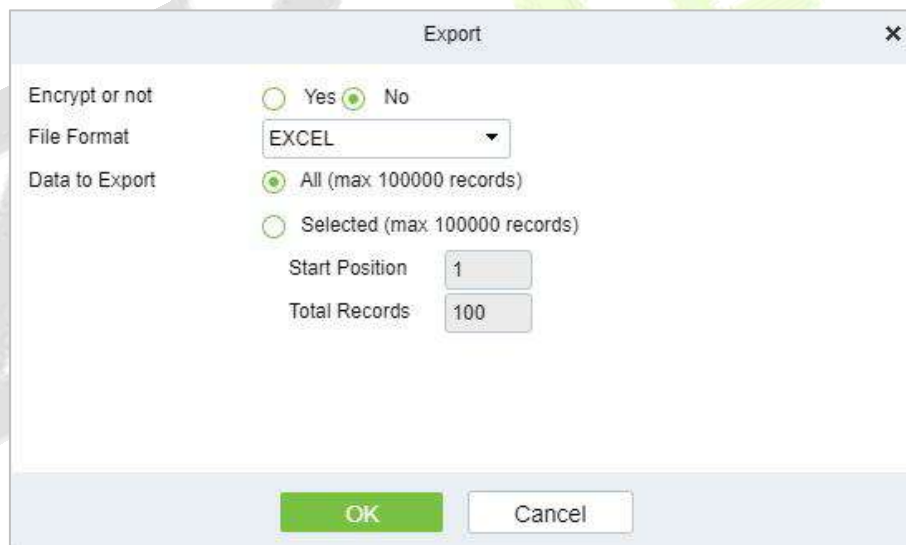 Export
Encrypt or not Yes No
File Format EXCEL
Data to Export All (max 100000 records)
Selected (max 100000 records)
Start Position 1
Total Records 100
OK Cancel